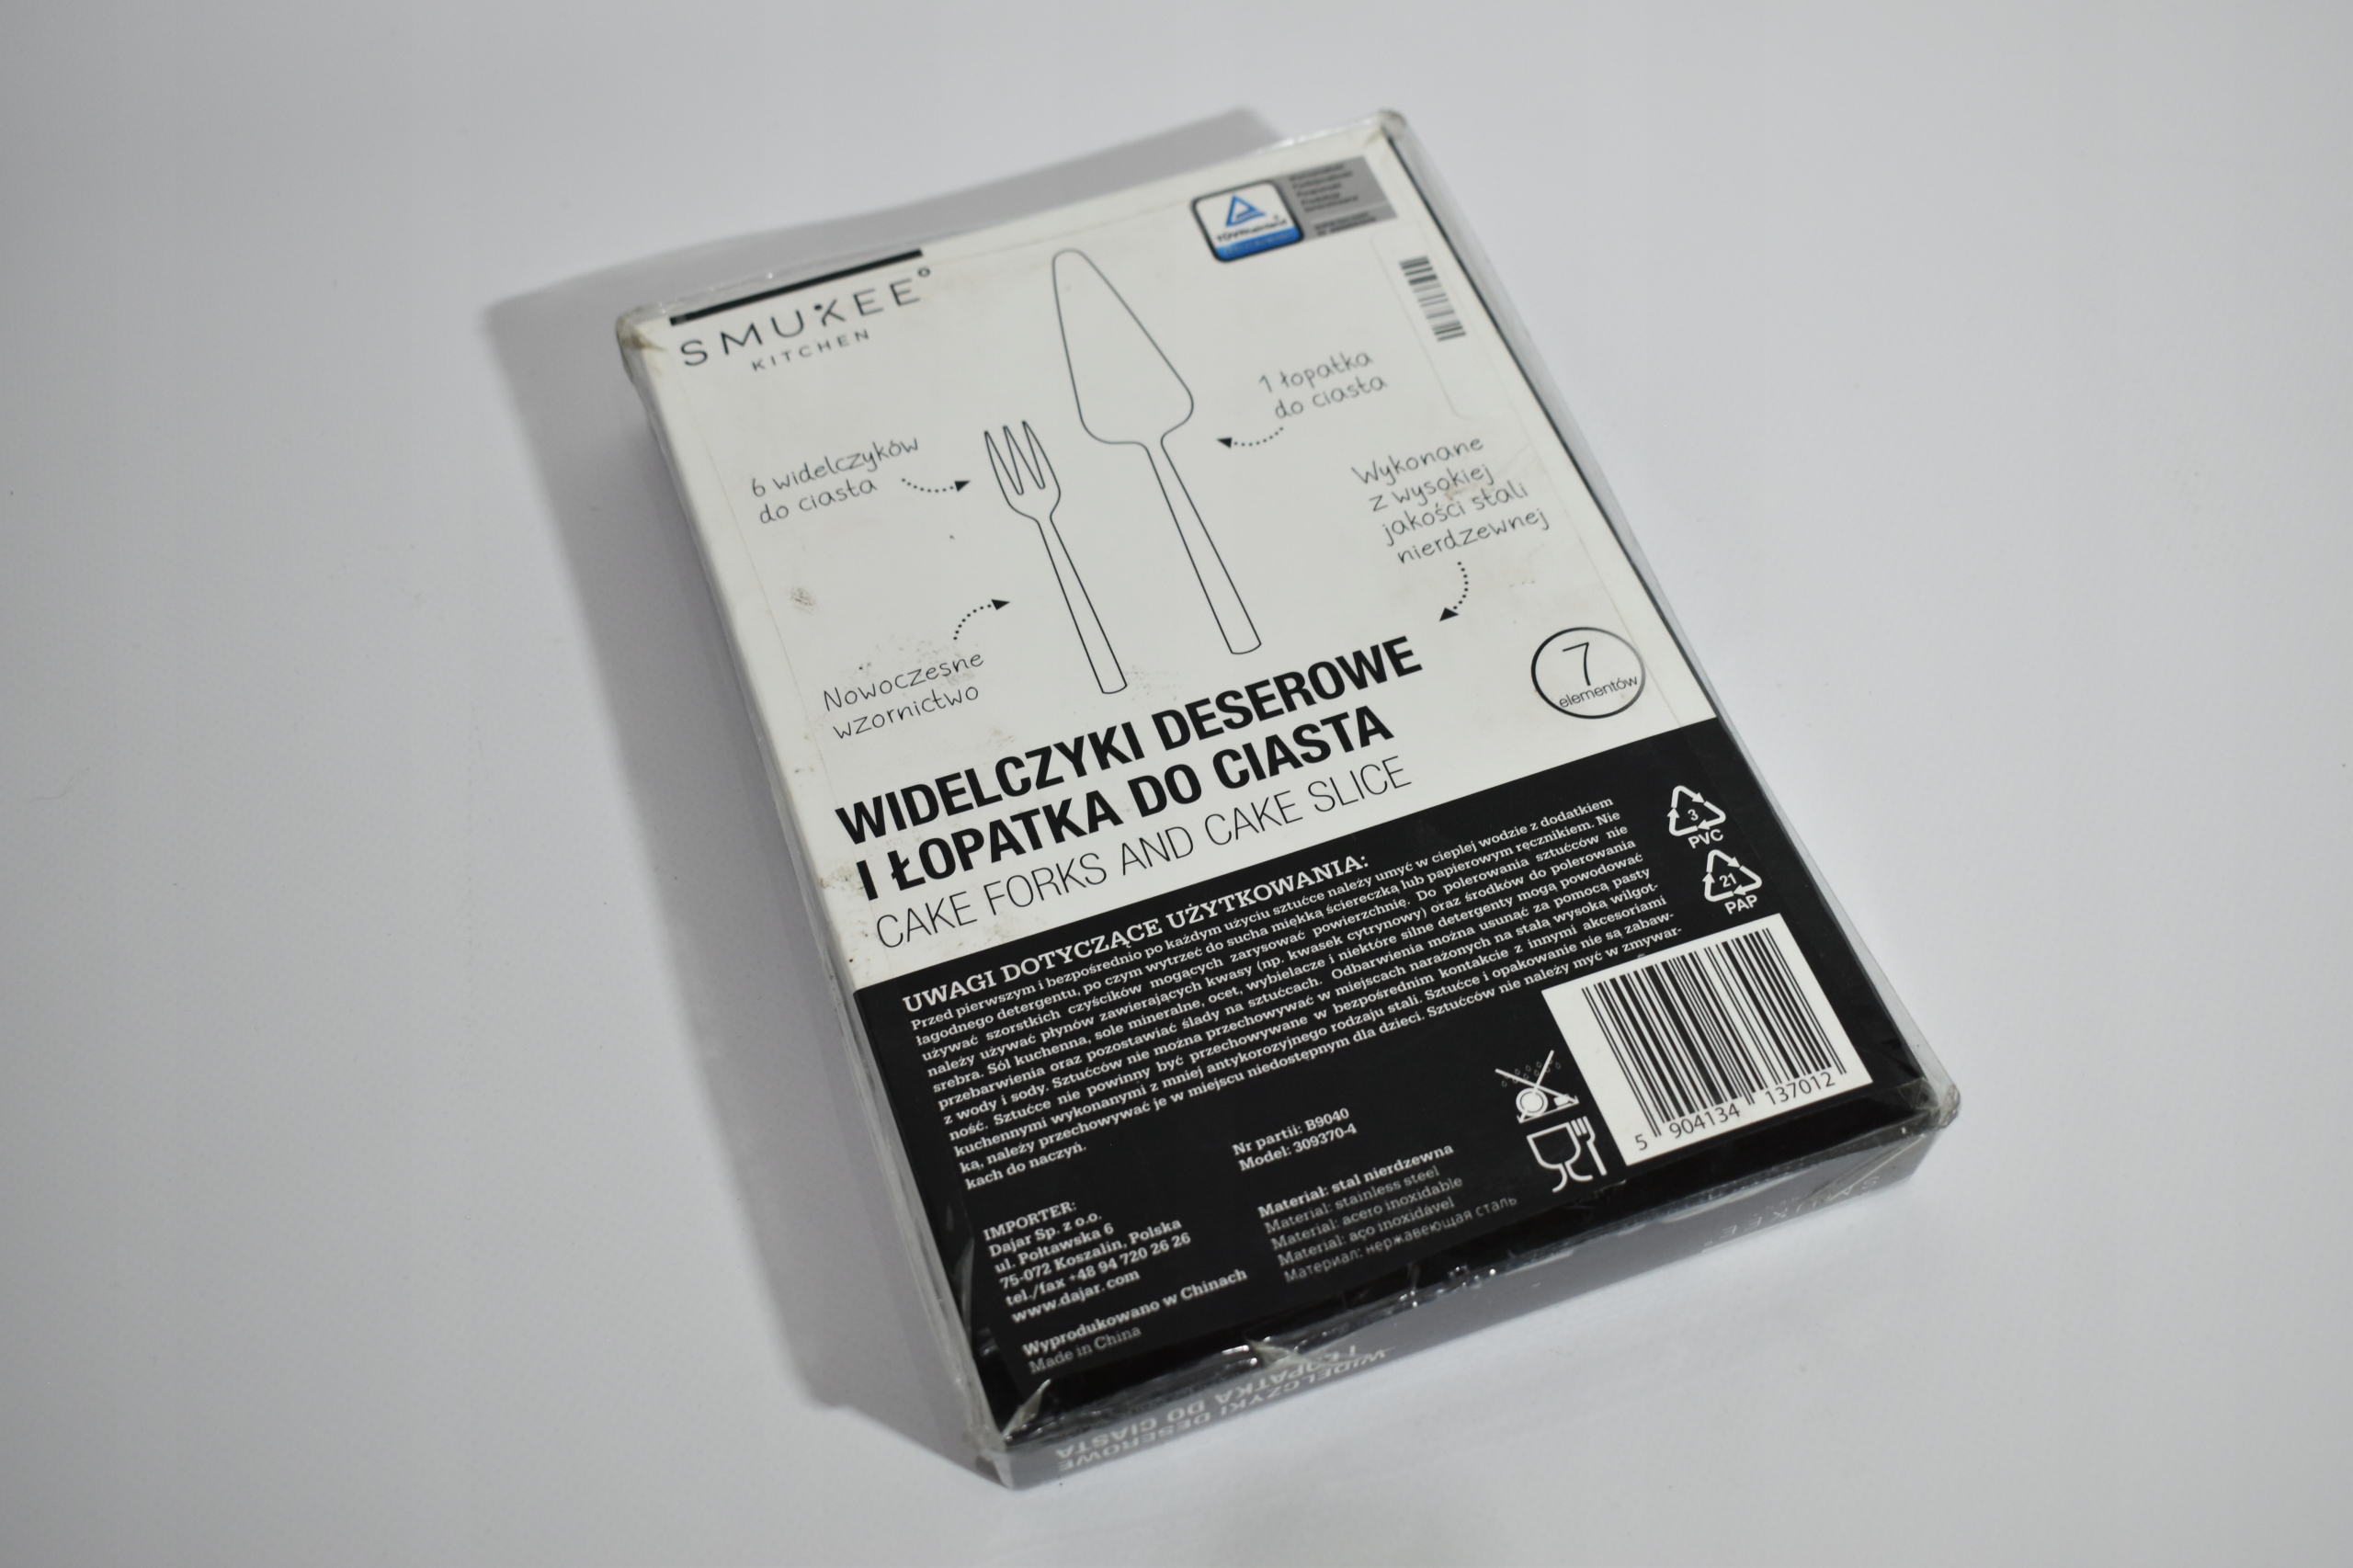 SMUKEE°
KITCHEN
TÜVRheinland
6 widelczyków
do ciasta
1 łopatka
do ciasta
Wykonane
z wysokiej
jakości stali
nierdzewnej
Nowoczesne
wzornictwo
7
elementów
WIDELCZYKI DESEROWE
I ŁOPATKA DO CIASTA
CAKE FORKS AND CAKE SLICE
UWAGI DOTYCZĄCE UŻYTKOWANIA:
Przed pierwszym i bezpośrednio po każdym użyciu sztućce należy umyć w ciepłej wodzie z dodatkiem
łagodnego detergentu, po czym wytrzeć do sucha miękką ściereczką lub papierowym ręcznikiem. Nie
używać szorstkich czyścików mogących zarysować powierzchnię. Do polerowania sztućców nie
należy używać płynów zawierających kwasy (np. kwasek cytrynowy) oraz środków do polerowania
srebra. Sól kuchenna, sole mineralne, ocet, wybielacze i niektóre silne detergenty mogą powodować
przebarwienia oraz pozostawiać ślady na sztućcach. Odbarwienia można usunąć za pomocą pasty
z wody i sody. Sztućców nie można przechowywać w miejscach narażonych na stałą wysoką wilgot-
ność. Sztućce nie powinny być przechowywane w bezpośrednim kontakcie z innymi akcesoriami
kuchennymi wykonanymi z mniej antykorozyjnego rodzaju stali. Sztućce i opakowanie nie są zabaw-
ką, należy przechowywać je w miejscu niedostępnym dla dzieci. Sztućców nie należy myć w zmywar-
kach do naczyń.
3
PVC
21
PAP
Nr partii: B9040
Model: 309370-4
5 904134 137012
IMPORTER:
Dajar Sp. z o.o.
ul. Połtawska 6
75-072 Koszalin, Polska
tel./fax +48 94 720 26 26
www.dajar.com
Wyprodukowano w Chinach
Made in China
Material: stal nierdzewna
Material: stainless steel
Material: acero inoxidable
Material: aço inoxidável
Материал: нержавеющая сталь
SMUKEE°
WIDELCZYKI DESEROWE
I ŁOPATKA DO CIASTA